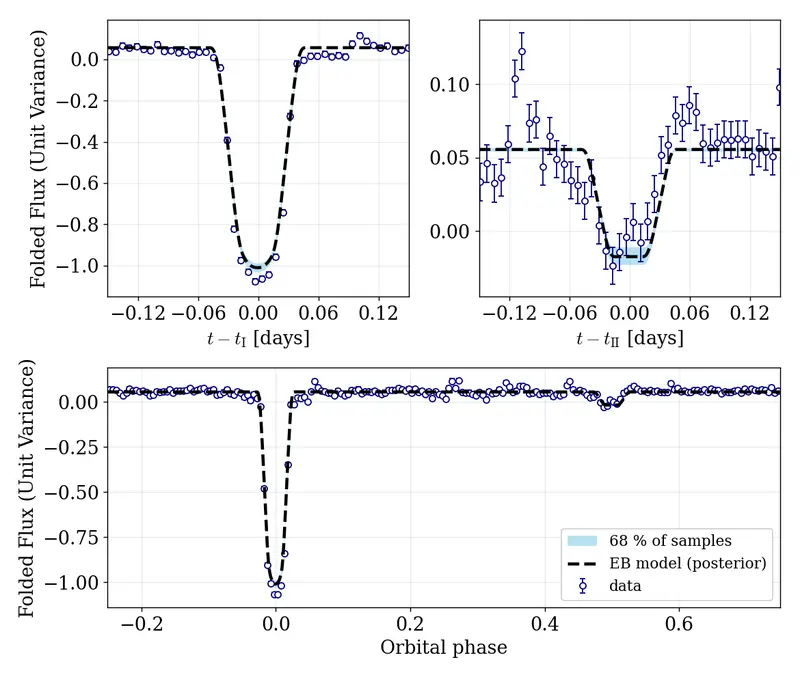 Folded Flux (Unit Variance)
0.0
−0.2
−0.4
−0.6
−0.8
−1.0
−0.12 −0.06 0.00 0.06 0.12
t − tI [days]
0.10
0.05
0.00
−0.12 −0.06 0.00 0.06 0.12
t − tII [days]
Folded Flux (Unit Variance)
0.00
−0.25
−0.50
−0.75
−1.00
−0.2 0.0 0.2 0.4 0.6
Orbital phase
68 % of samples
EB model (posterior)
data